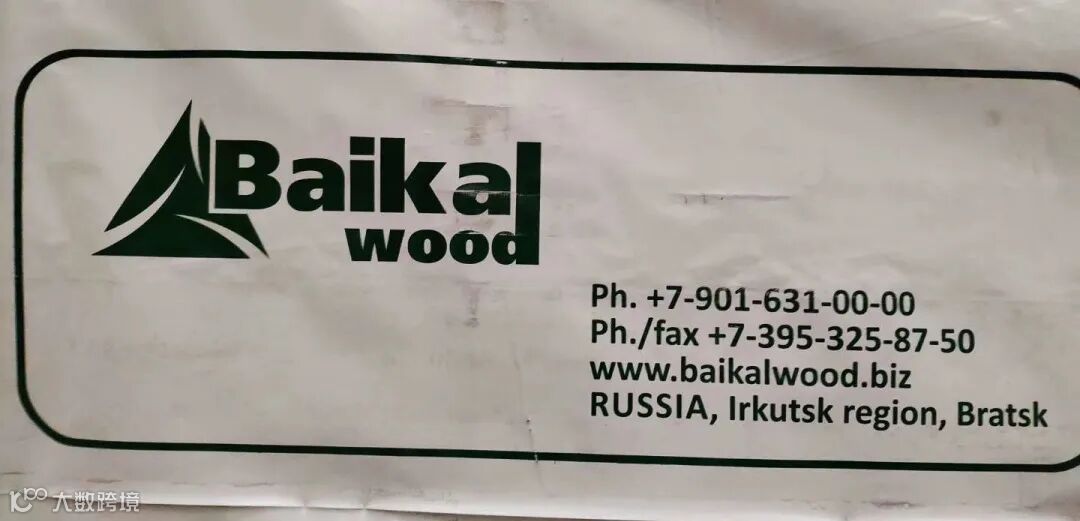 Baikal
wood
Ph. +7-901-631-00-00
Ph./fax +7-395-325-87-50
www.baikalwood.biz
RUSSIA, Irkutsk region, Bratsk
大数跨境